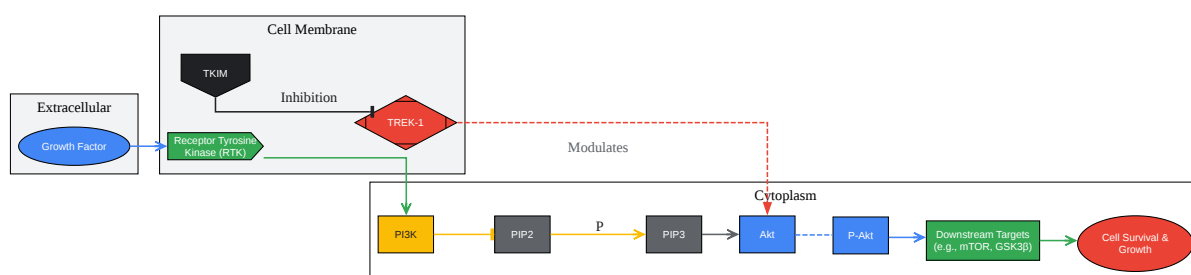 Cell Membrane
TKIM
Inhibition
Extracellular
TREK-1
Growth Factor
Receptor Tyrosine
Kinase (RTK)
Modulates
Cytoplasm
PI3K
PIP2
P
PIP3
Akt
P-Akt
Downstream Targets
(e.g., mTOR, GSK3β)
Cell Survival &
Growth